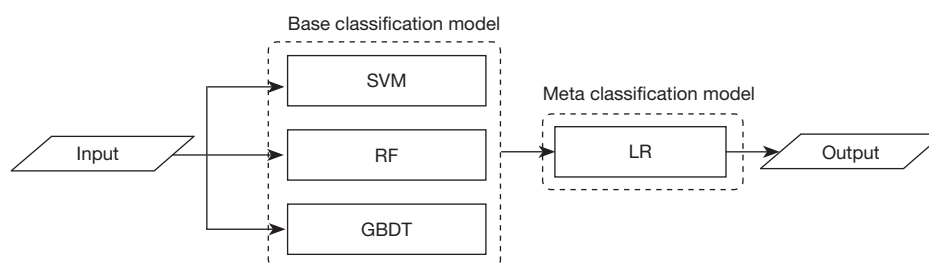 Base classification model
SVM
Meta classification model
Input
RF
LR
Output
GBDT